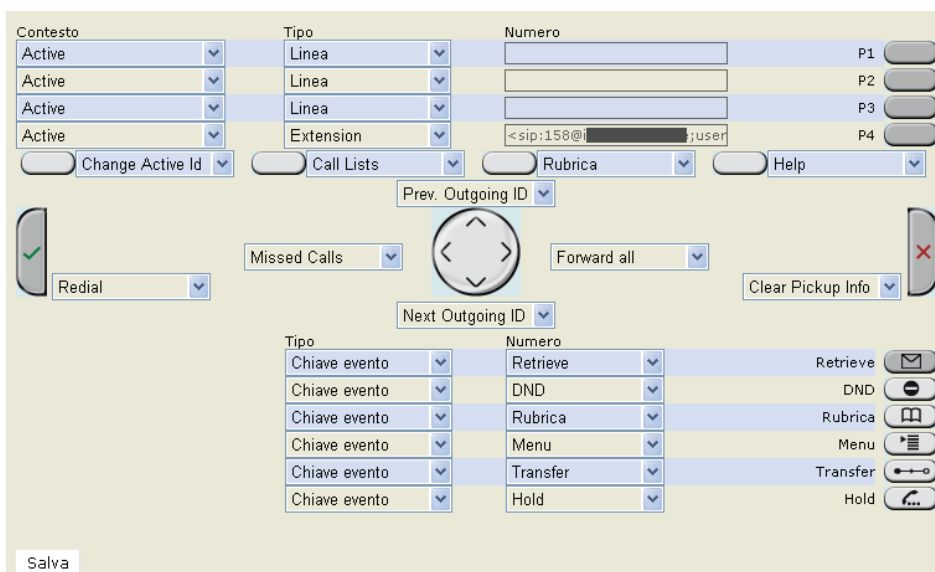 Contesto Tipo Numero
Active Linea P1
Active Linea P2
Active Linea P3
Active Extension <sip:158@i ;user P4
Change Active Id Call Lists Rubrica Help
Prev. Outgoing ID
Missed Calls Forward all
Redial Clear Pickup Info
Next Outgoing ID
Tipo Numero
Chiave evento Retrieve Retrieve
Chiave evento DND DND
Chiave evento Rubrica Rubrica
Chiave evento Menu Menu
Chiave evento Transfer Transfer
Chiave evento Hold Hold
Salva